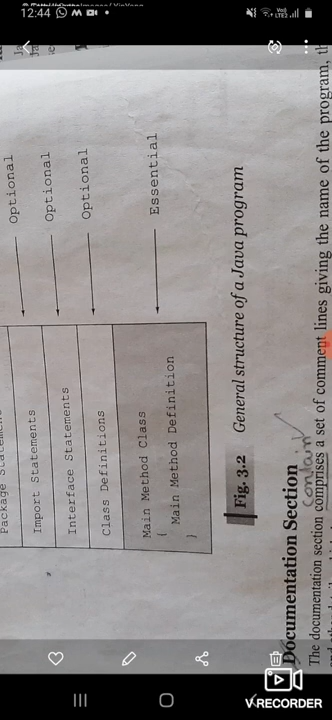 12:44
Package Statement
Optional
Import Statements
Optional
Interface Statements
Optional
Class Definitions
Essential
Main Method Class
{
Main Method Definition
}
Fig. 3.2 General structure of a Java program
Documentation Section
contain
The documentation section comprises a set of comment lines giving the name of the program, th
V-RECORDER